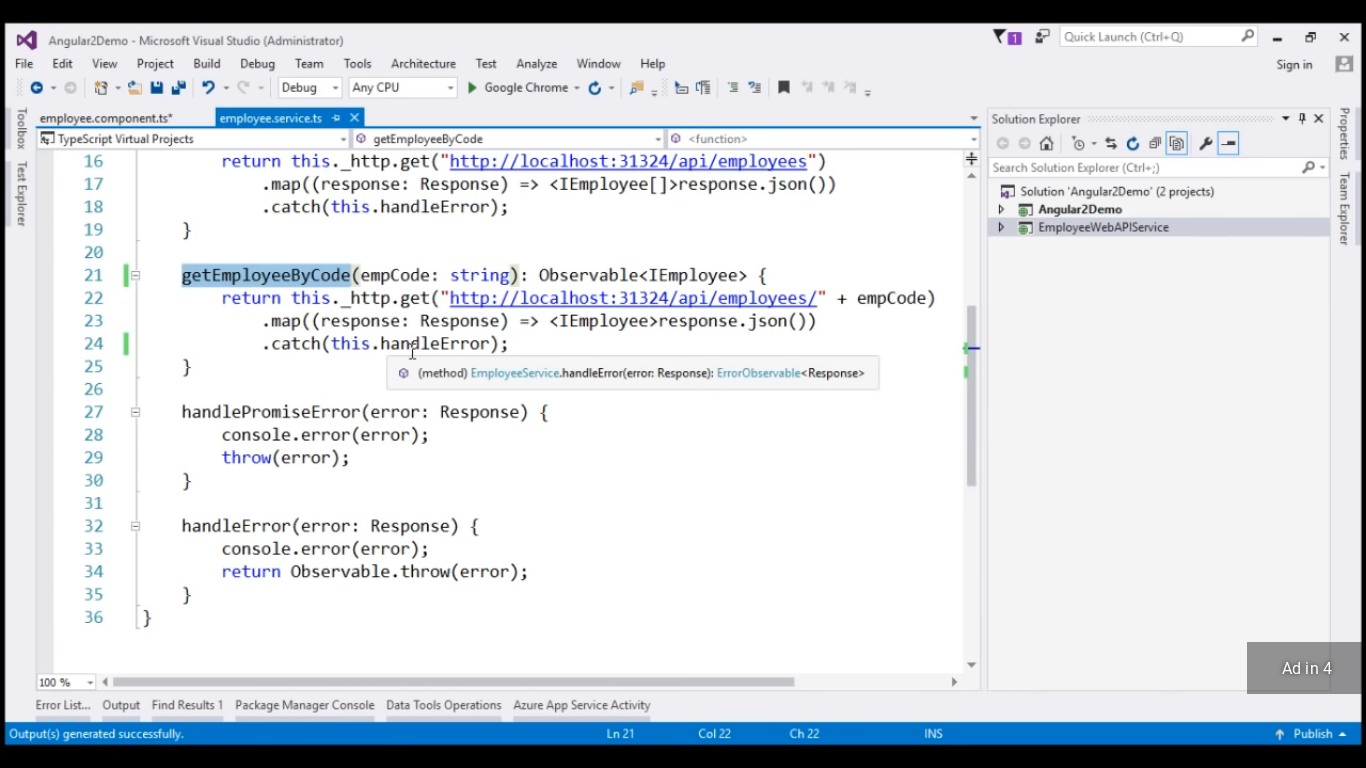 Angular2Demo - Microsoft Visual Studio (Administrator)
1
Quick Launch (Ctrl+Q)
File Edit View Project Build Debug Team Tools Architecture Test Analyze Window Help
Sign in
Debug Any CPU Google Chrome
Toolbox
Test Explorer
employee.component.ts* employee.service.ts
TypeScript Virtual Projects getEmployeeByCode <function>
16 return this._http.get("http://localhost:31324/api/employees")
17 .map((response: Response) => <IEmployee[]>response.json())
18 .catch(this.handleError);
19 }
20
21 getEmployeeByCode(empCode: string): Observable<IEmployee> {
22 return this._http.get("http://localhost:31324/api/employees/" + empCode)
23 .map((response: Response) => <IEmployee>response.json())
24 .catch(this.handleError);
25 }
(method) EmployeeService.handleError(error: Response): ErrorObservable<Response>
26
27 handlePromiseError(error: Response) {
28 console.error(error);
29 throw(error);
30 }
31
32 handleError(error: Response) {
33 console.error(error);
34 return Observable.throw(error);
35 }
36 }
100 %
Solution Explorer
Search Solution Explorer (Ctrl+;)
Solution 'Angular2Demo' (2 projects)
Angular2Demo
EmployeeWebAPIService
Properties
Team Explorer
Ad in 4
Error List... Output Find Results 1 Package Manager Console Data Tools Operations Azure App Service Activity
Output(s) generated successfully. Ln 21 Col 22 Ch 22 INS Publish